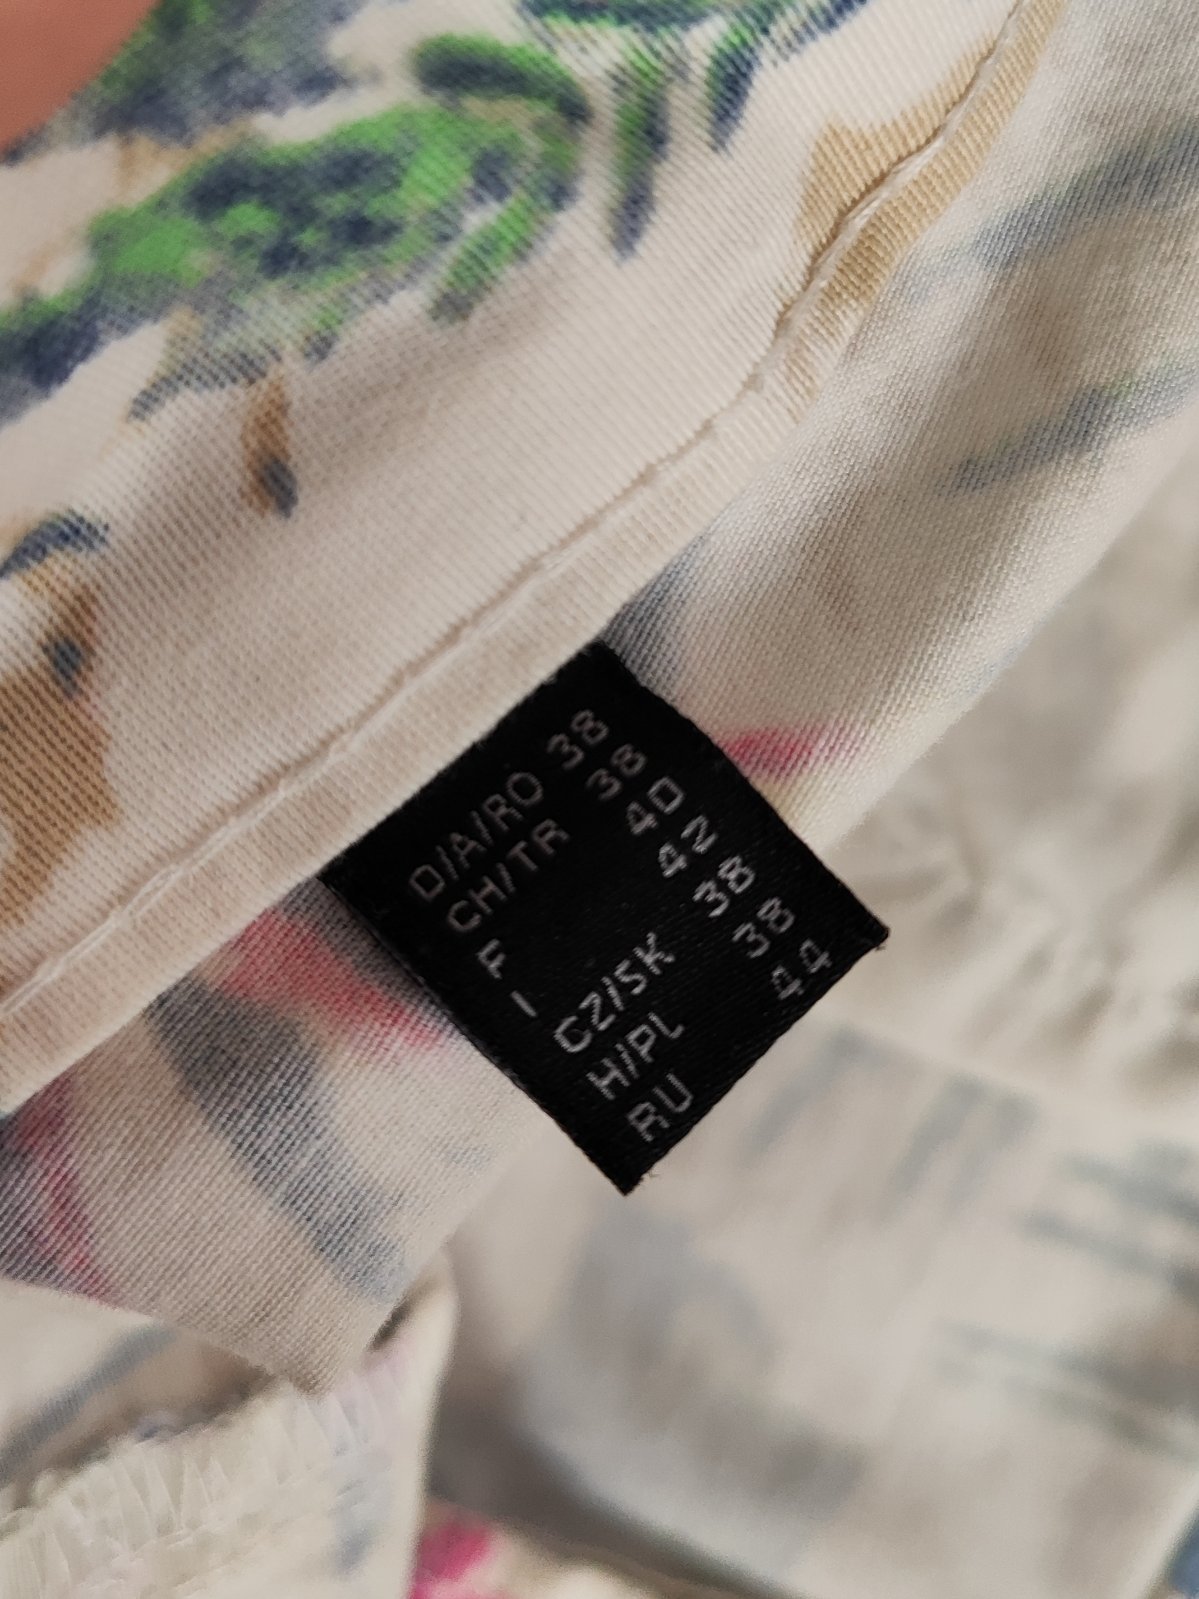 D/A/RO 38
CH/TR 38
F 40
I 42
CZ/SK 38
H/PL 38
RU 44